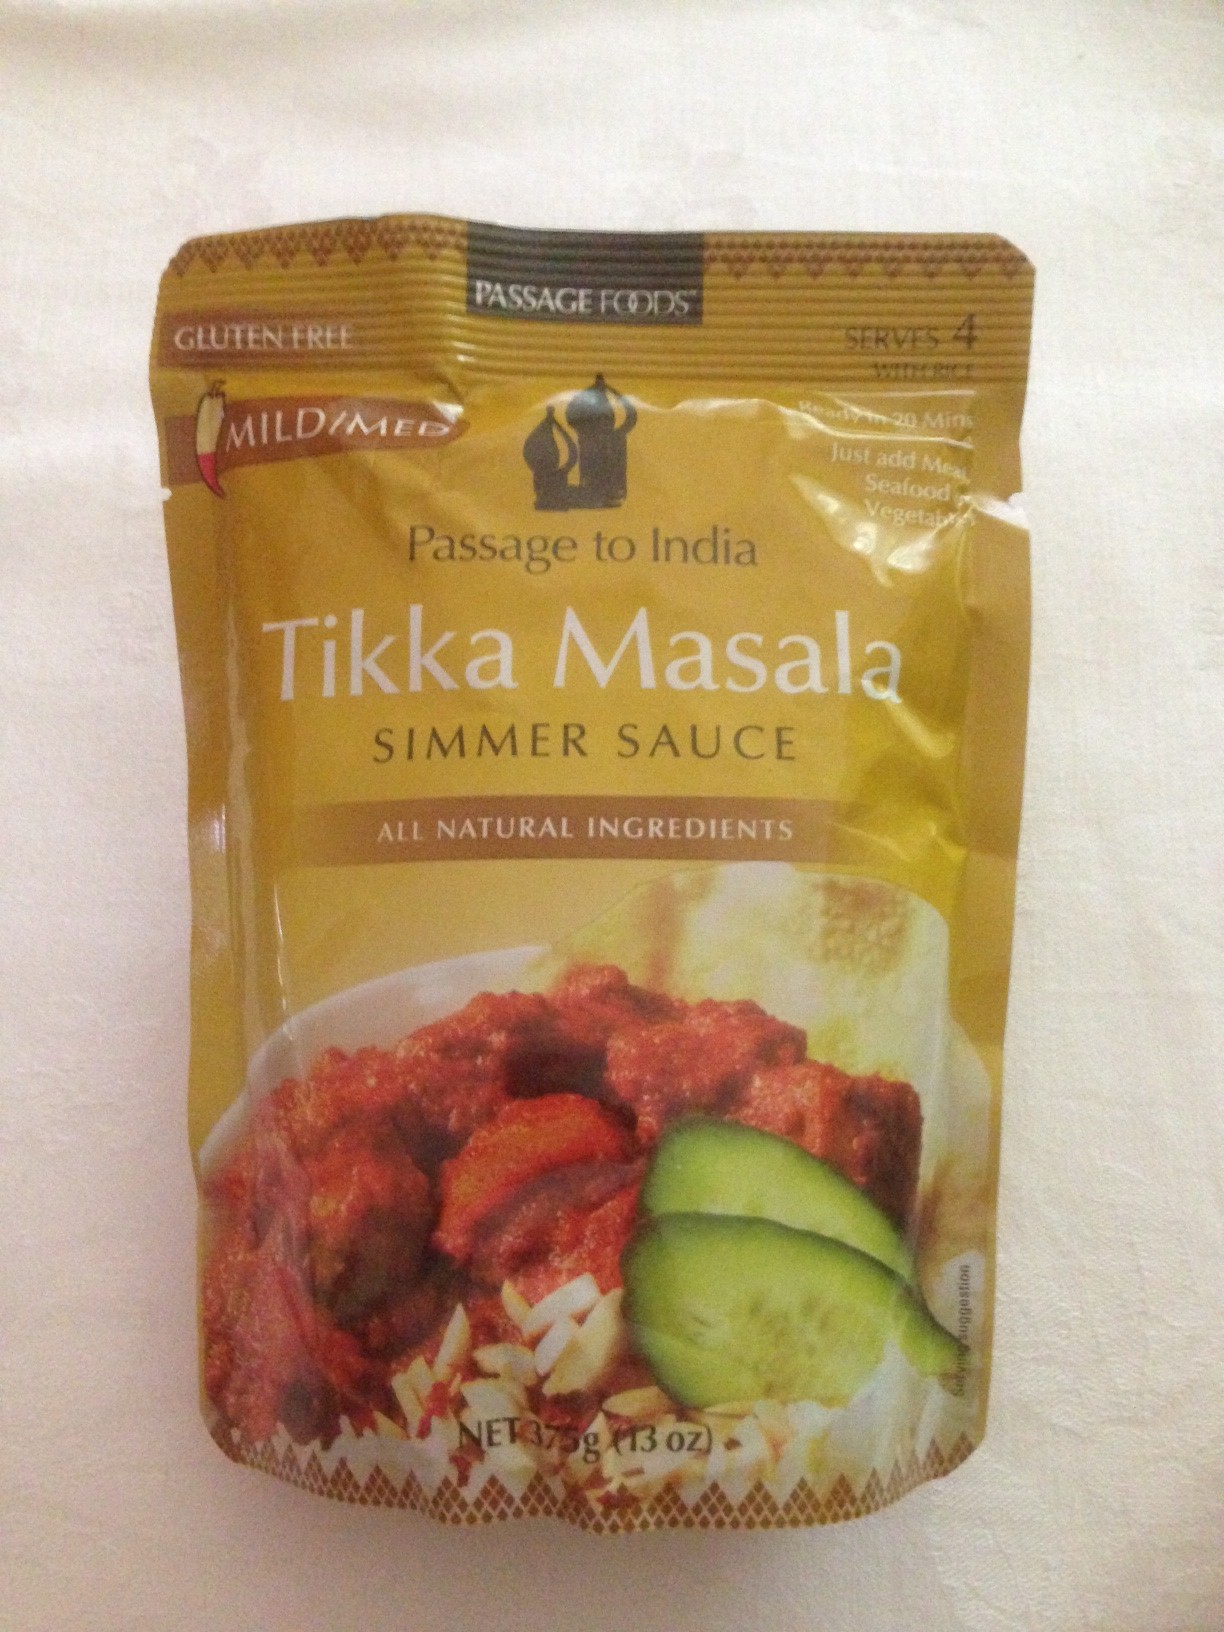 PASSAGE FOODS™
GLUTEN FREE
SERVES 4
WITH RICE
MILD/MED
Ready in 20 Mins
Just add Meat
Seafood
Vegetables
Passage to India
Tikka Masala
SIMMER SAUCE
ALL NATURAL INGREDIENTS
Serving suggestion
NET 375g (13 oz)